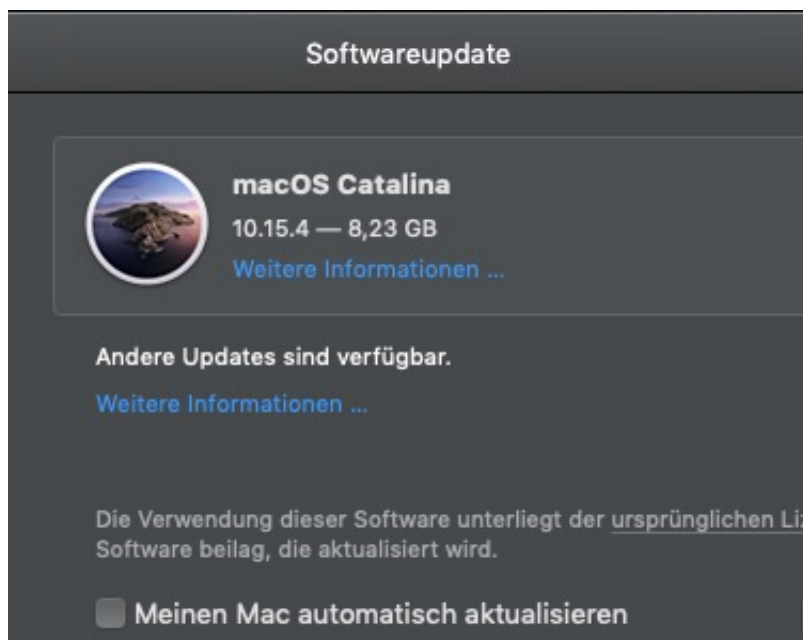 Softwareupdate
macOS Catalina
10.15.4 — 8,23 GB
Weitere Informationen ...
Andere Updates sind verfügbar.
Weitere Informationen ...
Die Verwendung dieser Software unterliegt der ursprünglichen
Software beilag, die aktualisiert wird.
Meinen Mac automatisch aktualisieren